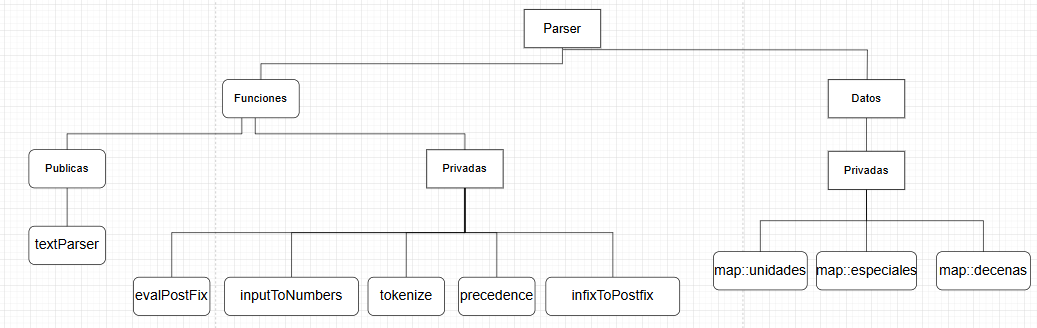 Parser
Funciones
Datos
Publicas
Privadas
Privadas
textParser
map::unidades
map::especiales
map::decenas
evalPostFix
inputToNumbers
tokenize
precedence
infixToPostfix